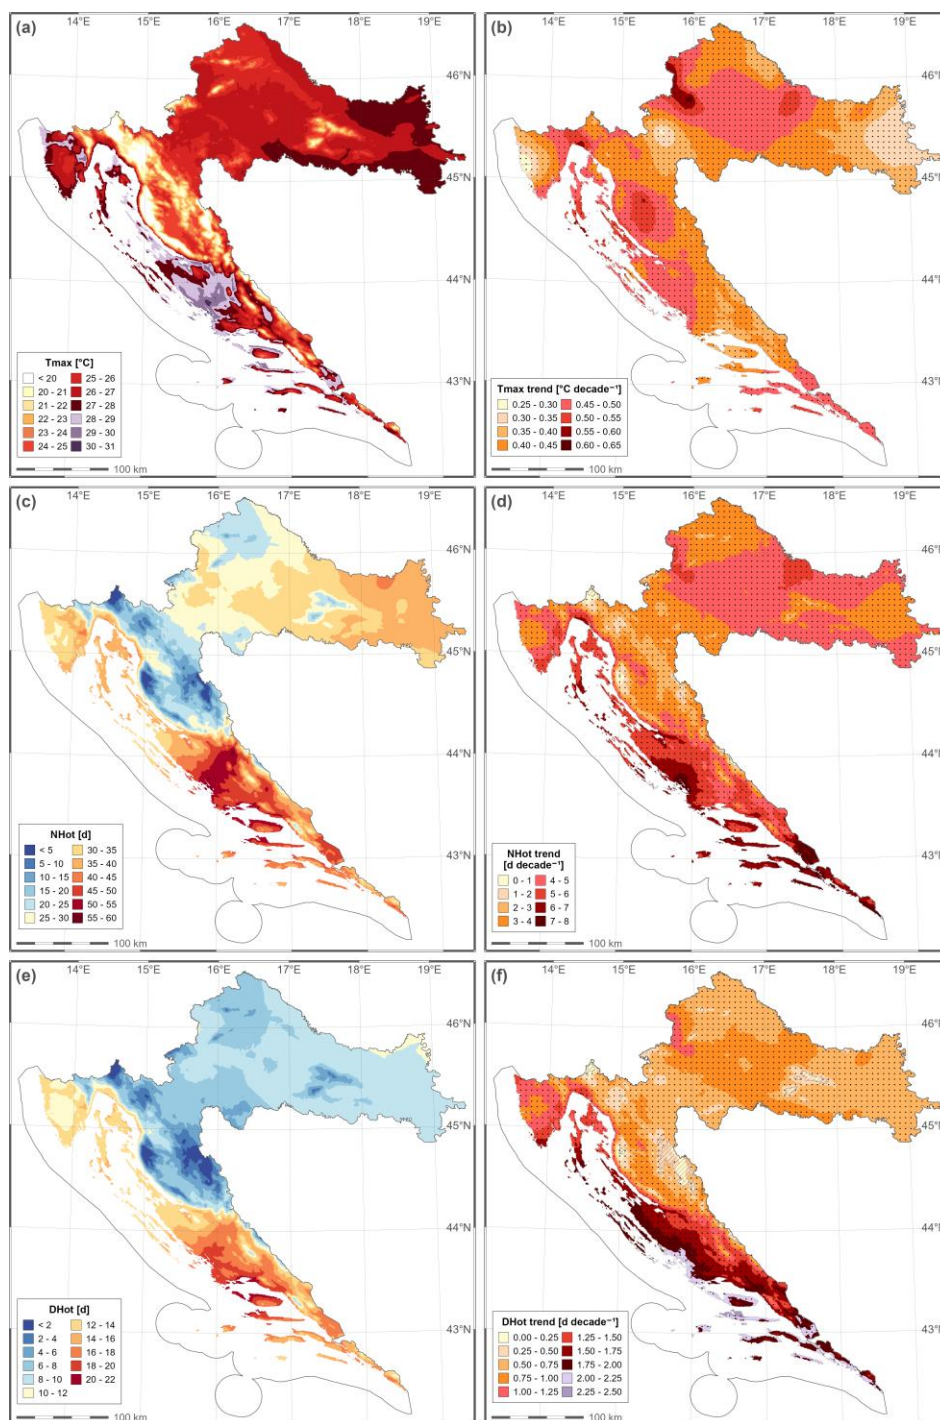 14°E 15°E 16°E 17°E 18°E 19°E
(a)
46°N
45°N
44°N
43°N
Tmax [°C]
< 20 25 - 26
20 - 21 26 - 27
21 - 22 27 - 28
22 - 23 28 - 29
23 - 24 29 - 30
24 - 25 30 - 31
100 km
14°E 15°E 16°E 17°E 18°E 19°E
(b)
46°N
45°N
44°N
43°N
Tmax trend [°C decade⁻¹]
0.25 - 0.30 0.45 - 0.50
0.30 - 0.35 0.50 - 0.55
0.35 - 0.40 0.55 - 0.60
0.40 - 0.45 0.60 - 0.65
100 km
14°E 15°E 16°E 17°E 18°E 19°E
(c)
46°N
45°N
44°N
43°N
NHot [d]
< 5 30 - 35
5 - 10 35 - 40
10 - 15 40 - 45
15 - 20 45 - 50
20 - 25 50 - 55
25 - 30 55 - 60
100 km
14°E 15°E 16°E 17°E 18°E 19°E
(d)
46°N
45°N
44°N
43°N
NHot trend
[d decade⁻¹]
0 - 1 4 - 5
1 - 2 5 - 6
2 - 3 6 - 7
3 - 4 7 - 8
100 km
14°E 15°E 16°E 17°E 18°E 19°E
(e)
46°N
45°N
44°N
43°N
DHot [d]
< 2 12 - 14
2 - 4 14 - 16
4 - 6 16 - 18
6 - 8 18 - 20
8 - 10 20 - 22
10 - 12
100 km
14°E 15°E 16°E 17°E 18°E 19°E
(f)
46°N
45°N
44°N
43°N
DHot trend [d decade⁻¹]
0.00 - 0.25 1.25 - 1.50
0.25 - 0.50 1.50 - 1.75
0.50 - 0.75 1.75 - 2.00
0.75 - 1.00 2.00 - 2.25
1.00 - 1.25 2.25 - 2.50
100 km